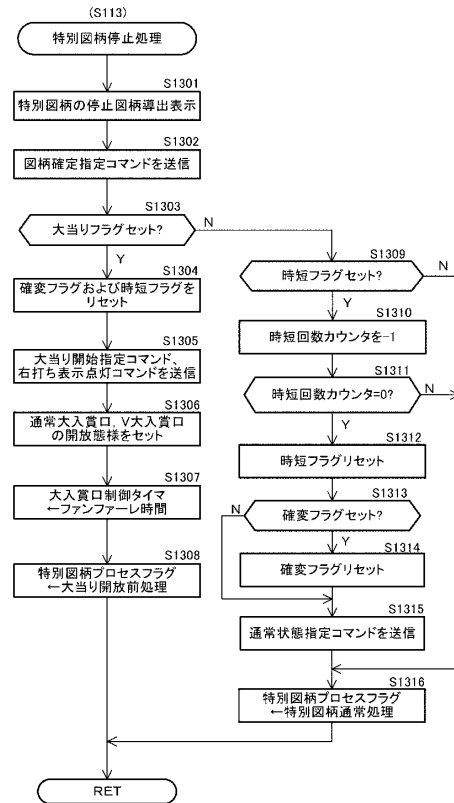 (S113)
特別図柄停止処理
S1301
特別図柄の停止図柄導出表示
S1302
図柄確定指定コマンドを送信
S1303
大当りフラグセット?
N
Y
S1304
確変フラグおよび時短フラグを
リセット
S1305
大当り開始指定コマンド、
右打ち表示点灯コマンドを送信
S1306
通常大入賞口,V大入賞口
の開放態様をセット
S1307
大入賞口制御タイマ
←ファンファーレ時間
S1308
特別図柄プロセスフラグ
←大当り開放前処理
S1309
時短フラグセット?
N
Y
S1310
時短回数カウンタを-1
S1311
時短回数カウンタ=0?
N
Y
S1312
時短フラグリセット
S1313
N
確変フラグセット?
Y
S1314
確変フラグリセット
S1315
通常状態指定コマンドを送信
S1316
特別図柄プロセスフラグ
←特別図柄通常処理
RET